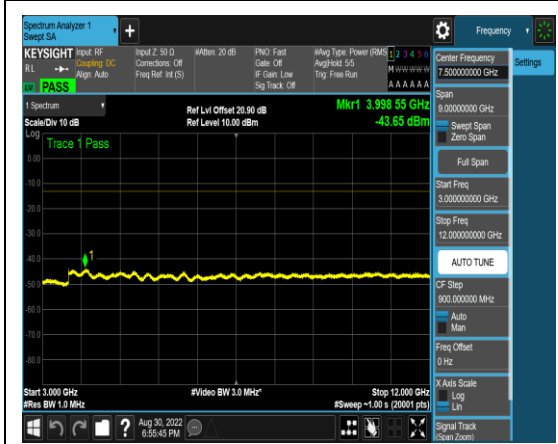 Spectrum Analyzer 1
Swept SA
Frequency
KEYSIGHT Input: RF
RL
Coupling: DC
Align: Auto
PASS
Input Z: 50 Ω
Corrections: Off
Freq Ref: Int (S)
#Atten: 20 dB
PNO: Fast
Gate: Off
IF Gain: Low
Sig Track: Off
#Avg Type: Power (RMS
Avg|Hold: 5/5
Trig: Free Run
1 2 3 4 5 6
M W W W W W
A A A A A A
Center Frequency
7.500000000 GHz
Settings
Span
9.00000000 GHz
Swept Span
Zero Span
Full Span
Start Freq
3.000000000 GHz
Stop Freq
12.000000000 GHz
AUTO TUNE
CF Step
900.000000 MHz
Auto
Man
Freq Offset
0 Hz
X Axis Scale
Log
Lin
Signal Track
(Span Zoom)
1 Spectrum
Scale/Div 10 dB
Log
Ref Lvl Offset 20.90 dB
Ref Level 10.00 dBm
Mkr1 3.998 55 GHz
-43.65 dBm
Trace 1 Pass
0.00
-10.0
-20.0
-30.0
-40.0
-50.0
-60.0
-70.0
-80.0
1
Start 3.000 GHz
#Res BW 1.0 MHz
#Video BW 3.0 MHz*
Stop 12.000 GHz
#Sweep ~1.00 s (20001 pts)
?
Aug 30, 2022
6:55:45 PM